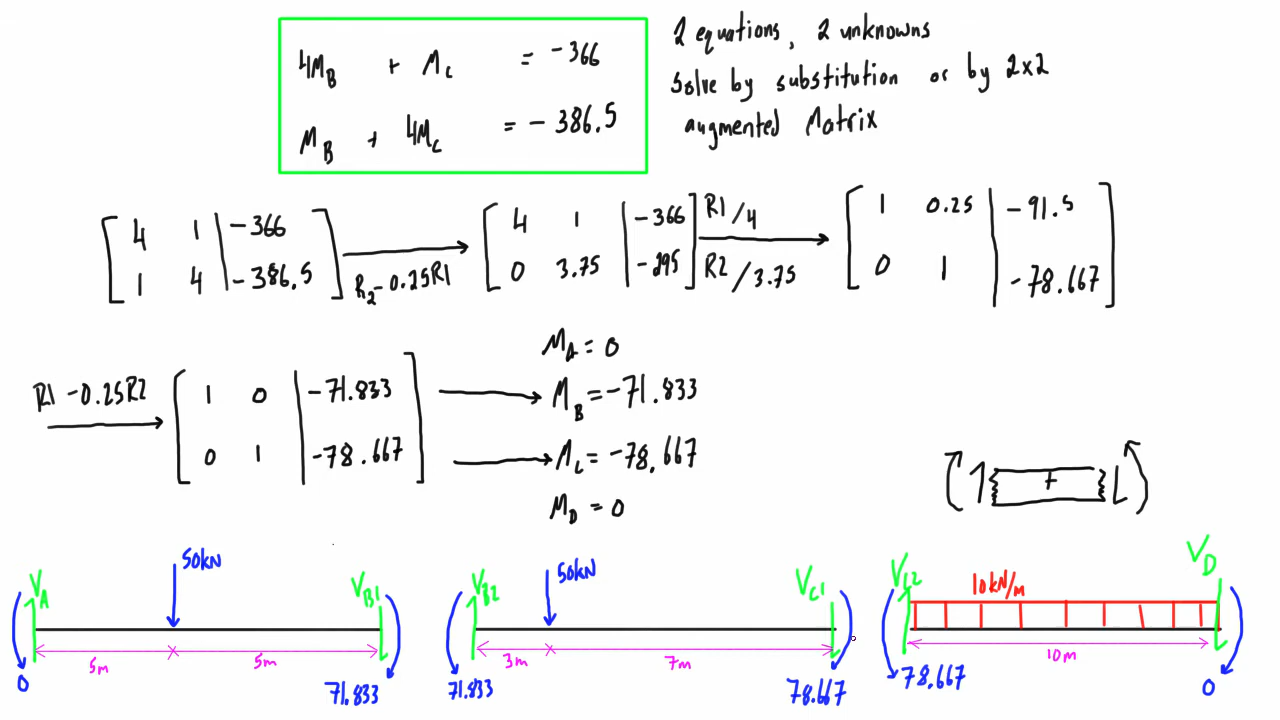 4M_B + M_C = -366
M_B + 4M_C = -386.5
2 equations, 2 unknowns
solve by substitution or by 2x2
augmented Matrix
[4 1 | -366]
[1 4 | -386.5]
R_2 -0.25R1
[4 1 | -366]
[0 3.75 | -295]
R1/4
R2/3.75
[1 0.25 | -91.5]
[0 1 | -78.667]
R1 -0.25R2
[1 0 | -71.833]
[0 1 | -78.667]
M_A = 0
M_B = -71.833
M_C = -78.667
M_D = 0
+
V_A
50kN
V_B1
5m
5m
0
71.833
V_B2
50kN
V_C1
3m
7m
71.833
78.667
V_C2
10kN/m
V_D
10m
78.667
0